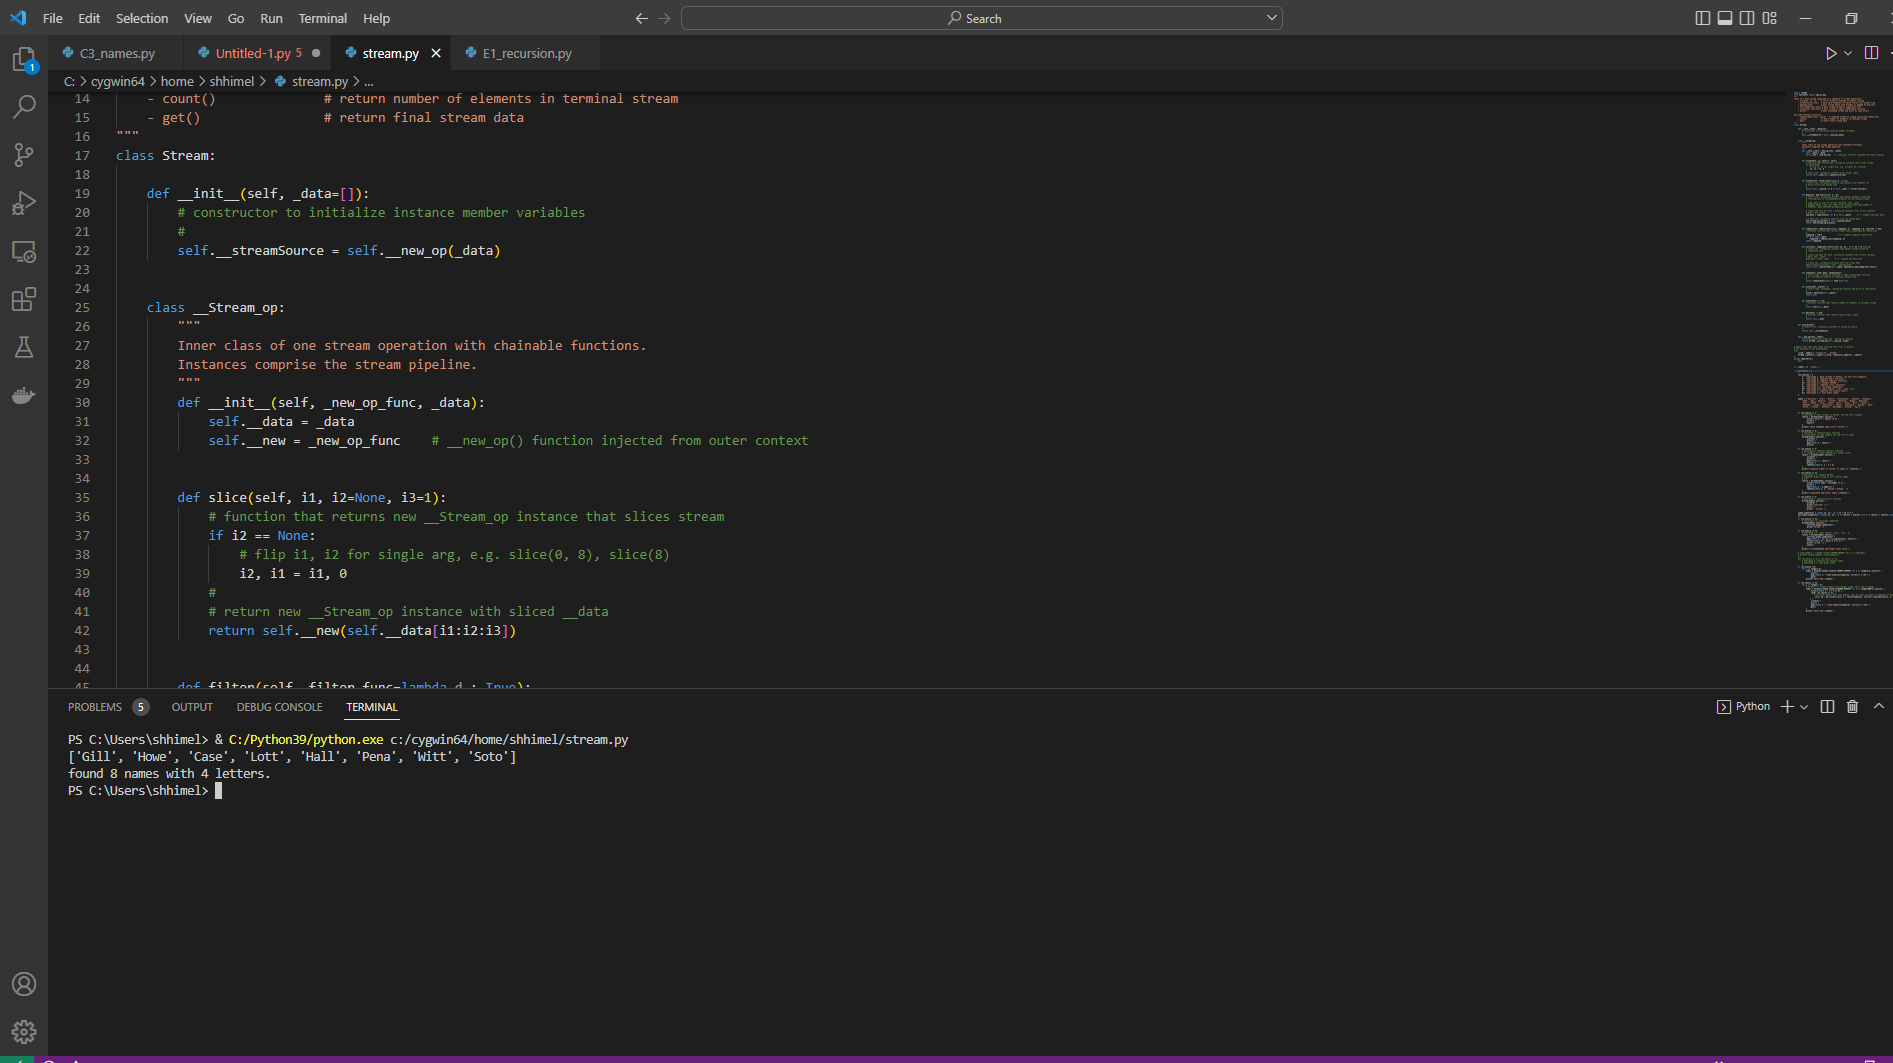 File Edit Selection View Go Run Terminal Help
Search
C3_names.py
Untitled-1.py 5
stream.py
E1_recursion.py
1
C: > cygwin64 > home > shhimel > stream.py > ...
14 - count() # return number of elements in terminal stream
15 - get() # return final stream data
16 """
17 class Stream:
18
19 def __init__(self, _data=[]):
20 # constructor to initialize instance member variables
21 #
22 self.__streamSource = self.__new_op(_data)
23
24
25 class __Stream_op:
26 """
27 Inner class of one stream operation with chainable functions.
28 Instances comprise the stream pipeline.
29 """
30 def __init__(self, _new_op_func, _data):
31 self.__data = _data
32 self.__new = _new_op_func # __new_op() function injected from outer context
33
34
35 def slice(self, i1, i2=None, i3=1):
36 # function that returns new __Stream_op instance that slices stream
37 if i2 == None:
38 # flip i1, i2 for single arg, e.g. slice(0, 8), slice(8)
39 i2, i1 = i1, 0
40 #
41 # return new __Stream_op instance with sliced __data
42 return self.__new(self.__data[i1:i2:i3])
43
44
45 def filter(self, filter_func=lambda d : True):
PROBLEMS 5 OUTPUT DEBUG CONSOLE TERMINAL
Python
PS C:\Users\shhimel> & C:/Python39/python.exe c:/cygwin64/home/shhimel/stream.py
['Gill', 'Howe', 'Case', 'Lott', 'Hall', 'Pena', 'Witt', 'Soto']
found 8 names with 4 letters.
PS C:\Users\shhimel>